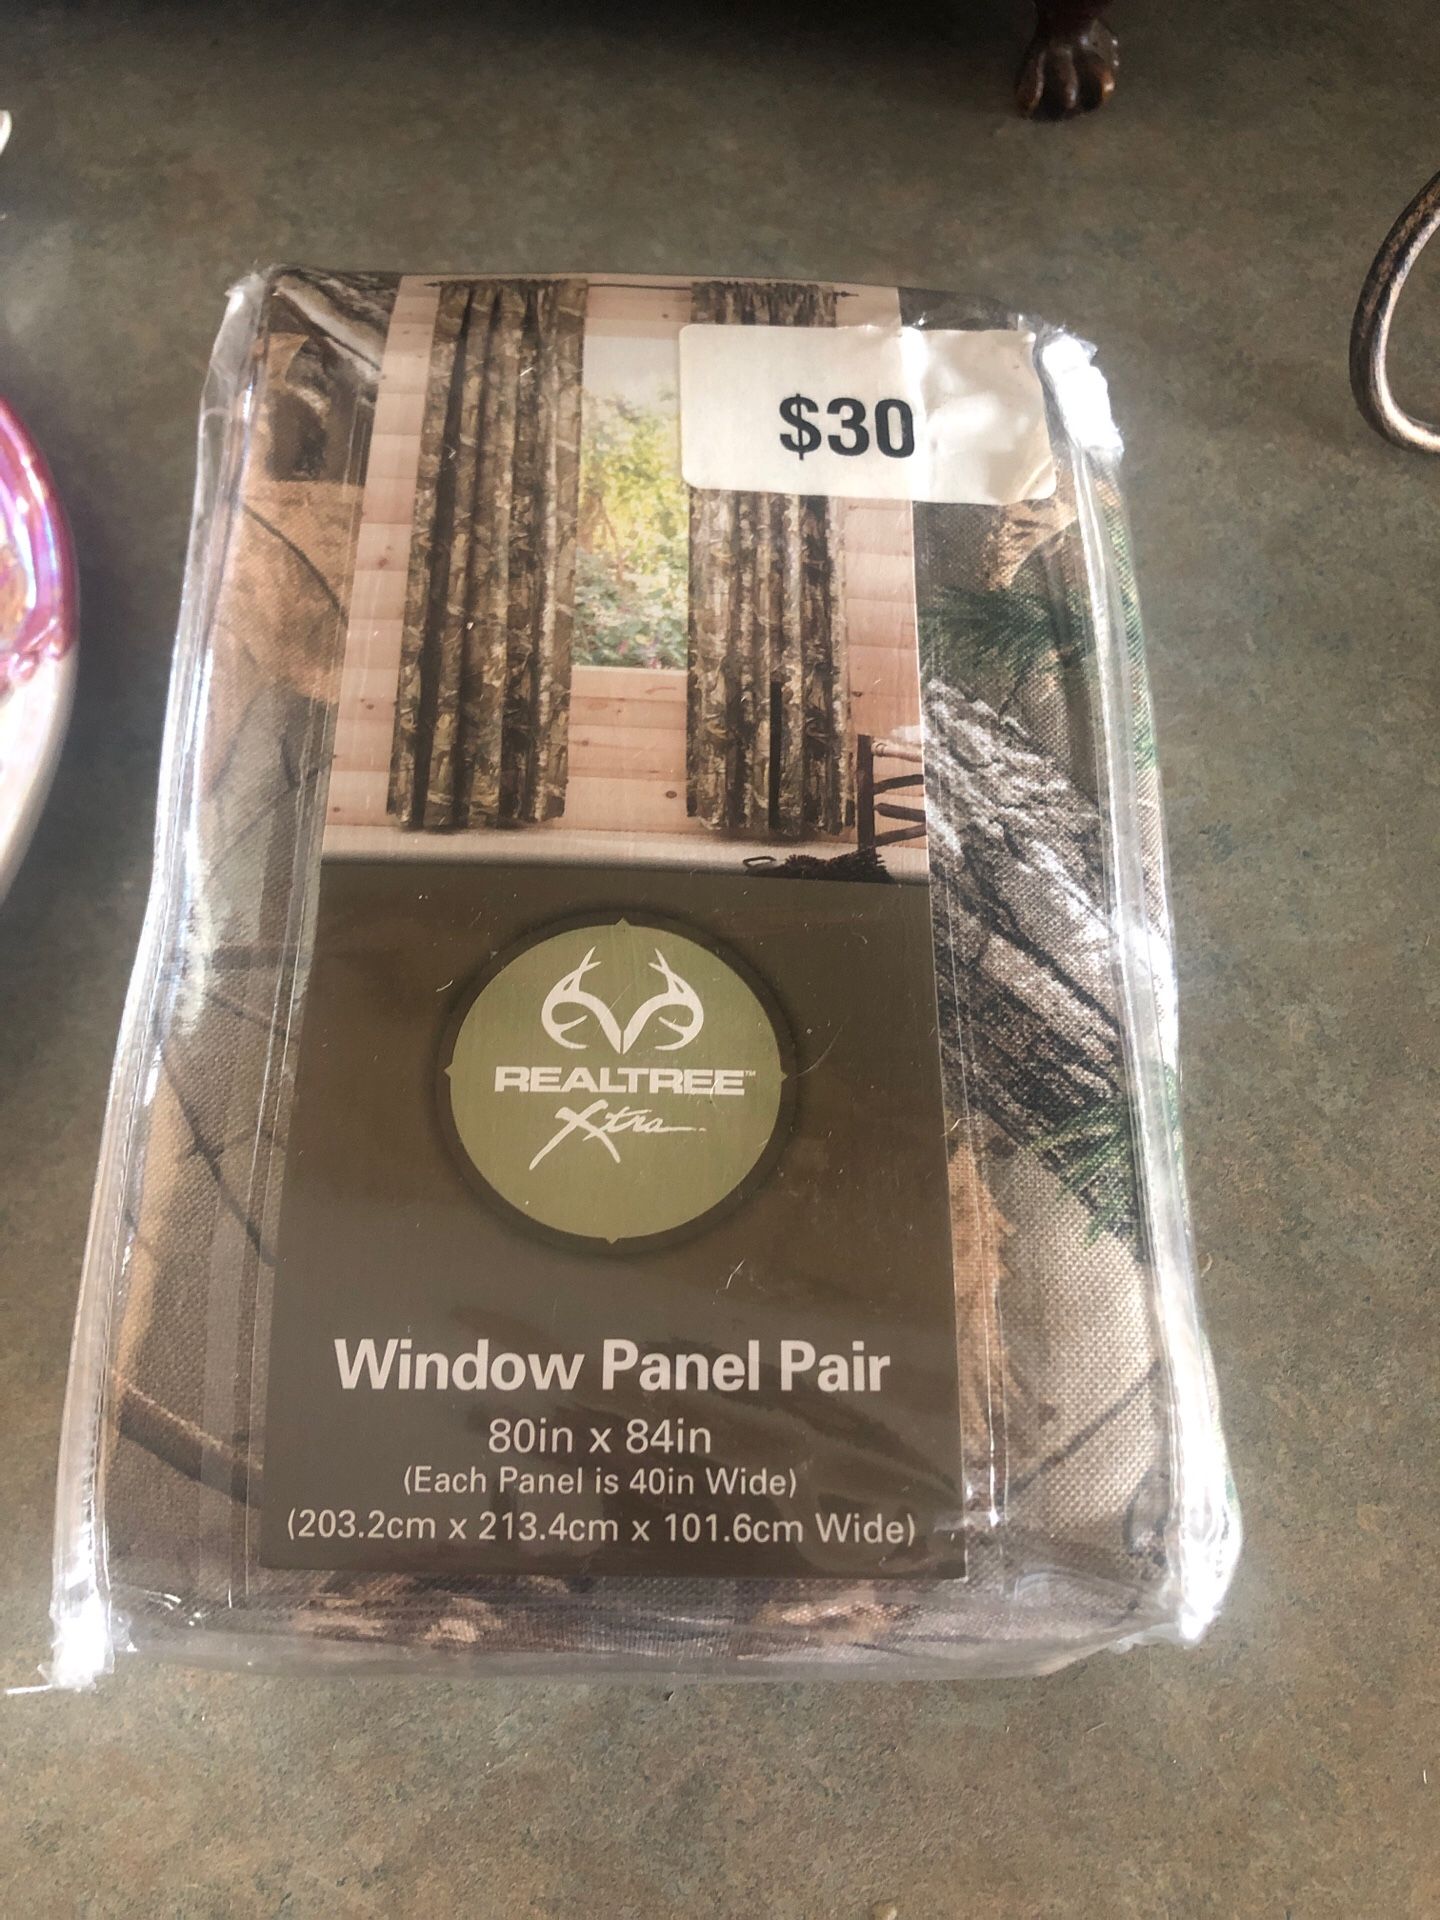 $30
REALTREE™
Xtra
Window Panel Pair
80in x 84in
(Each Panel is 40in Wide)
(203.2cm x 213.4cm x 101.6cm Wide)